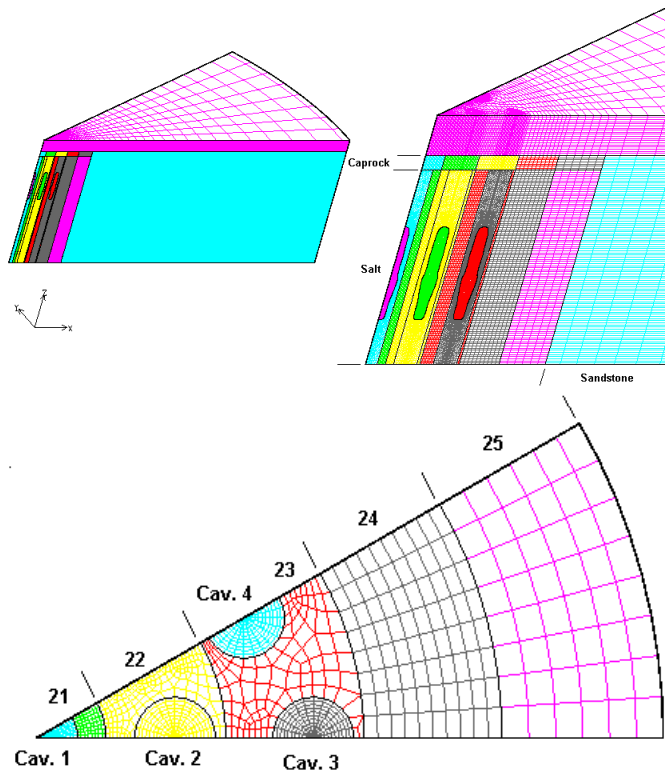 Caprock
Salt
Z
Y
X
Sandstone
25
24
23
Cav. 4
22
21
Cav. 1
Cav. 2
Cav. 3